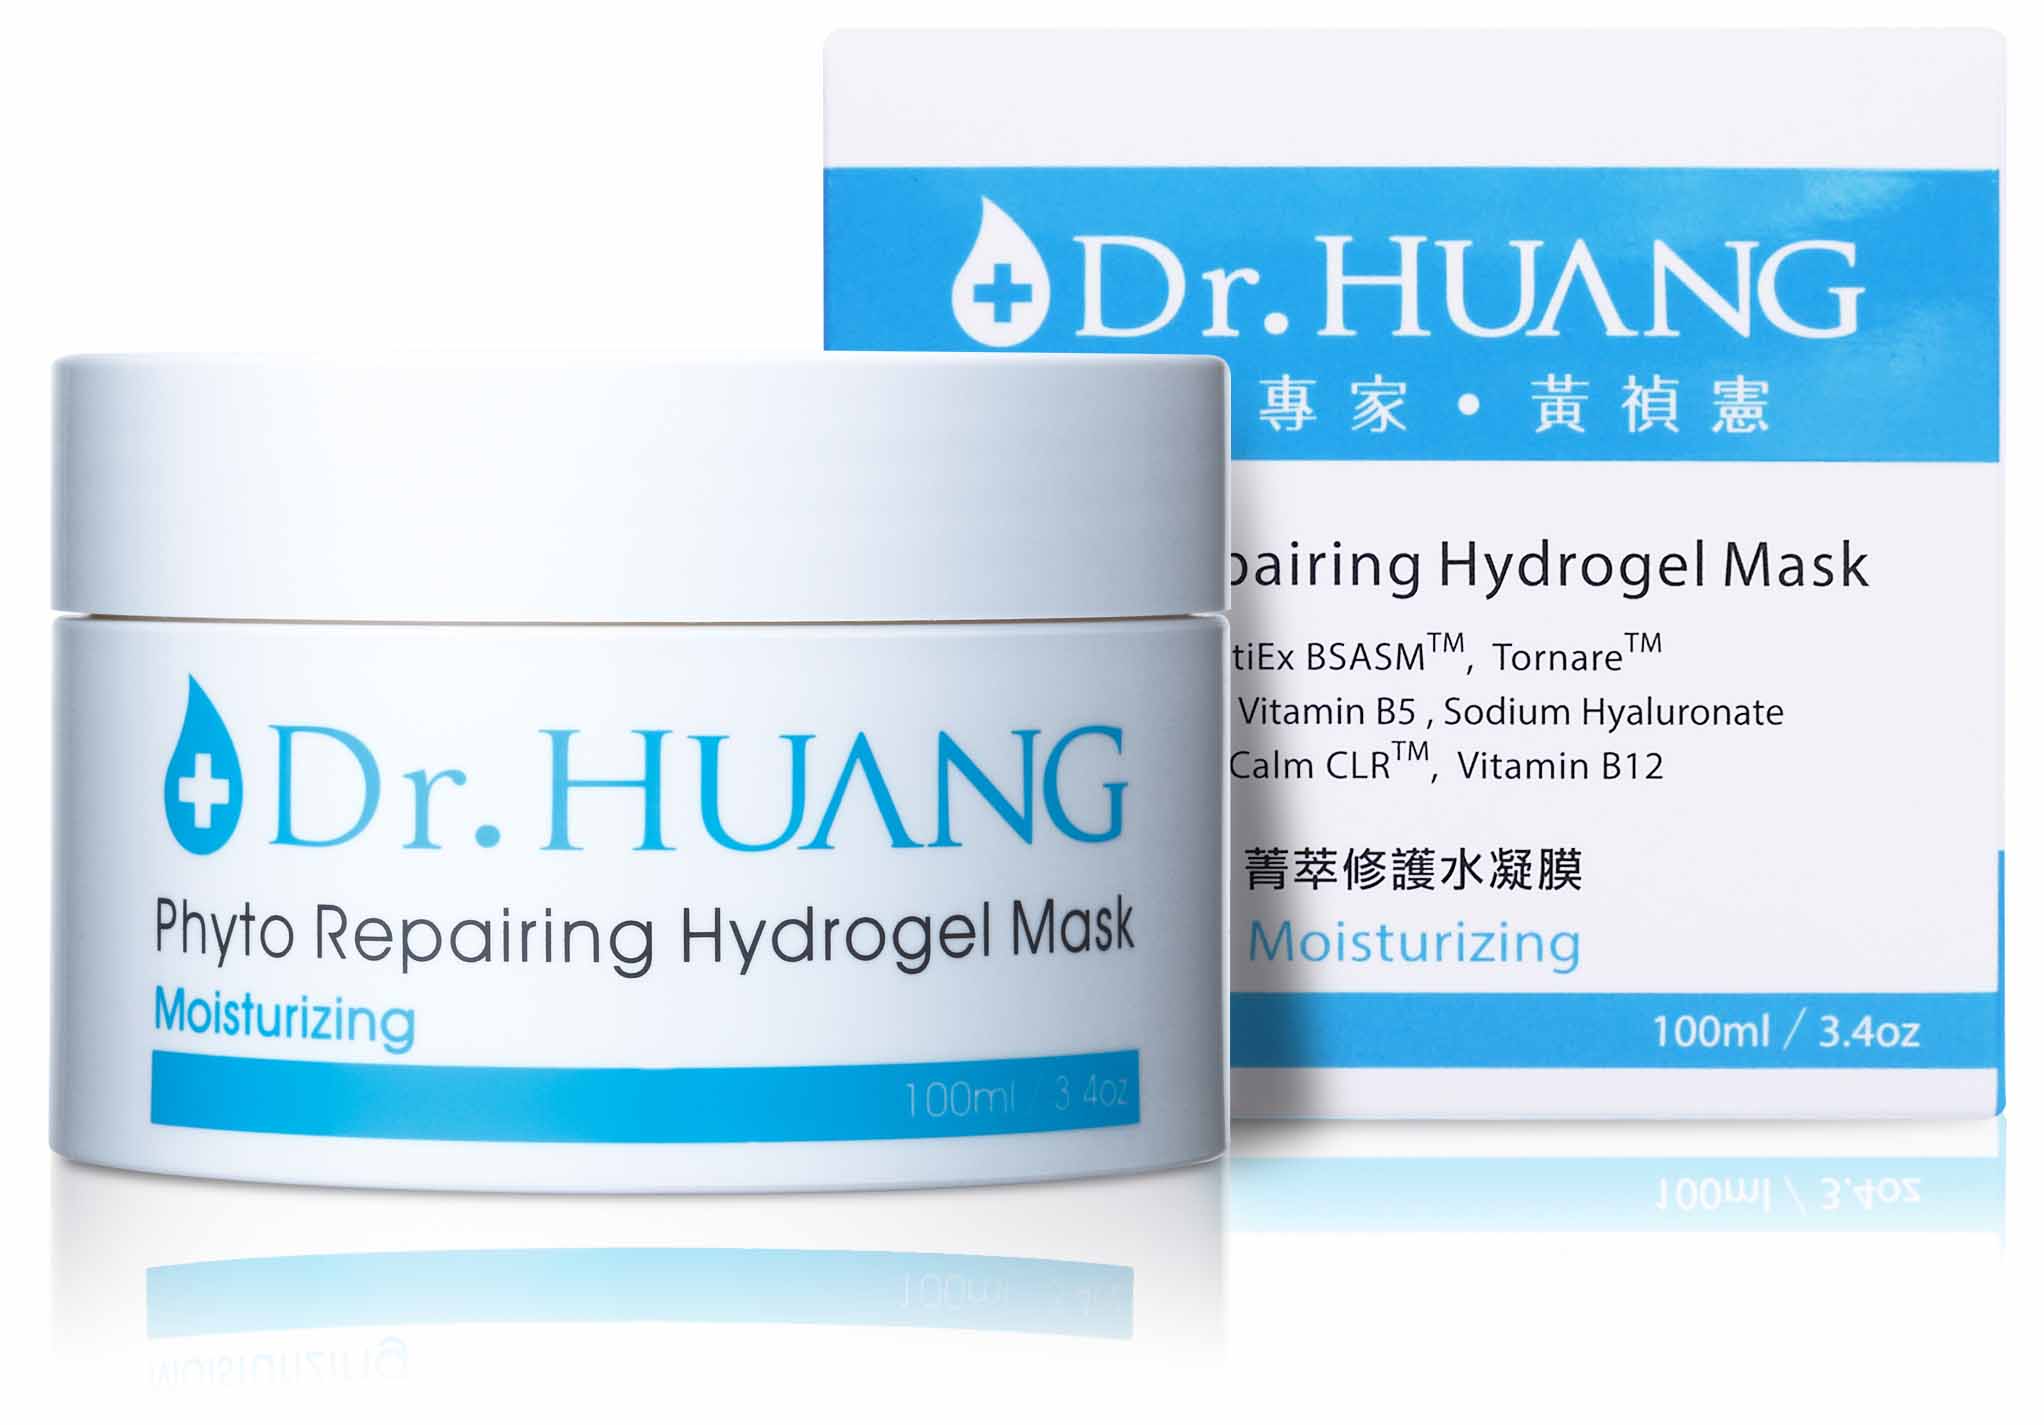 Dr. HUANG
Phyto Repairing Hydrogel Mask
Moisturizing
100ml / 3.4oz
Dr. HUANG
專家・黃禎憲
Hydrogel Mask
BSASM™, Tornare™
Vitamin B5 , Sodium Hyaluronate
Calm CLR™, Vitamin B12
菁萃修護水凝膜
Moisturizing
100ml / 3.4oz